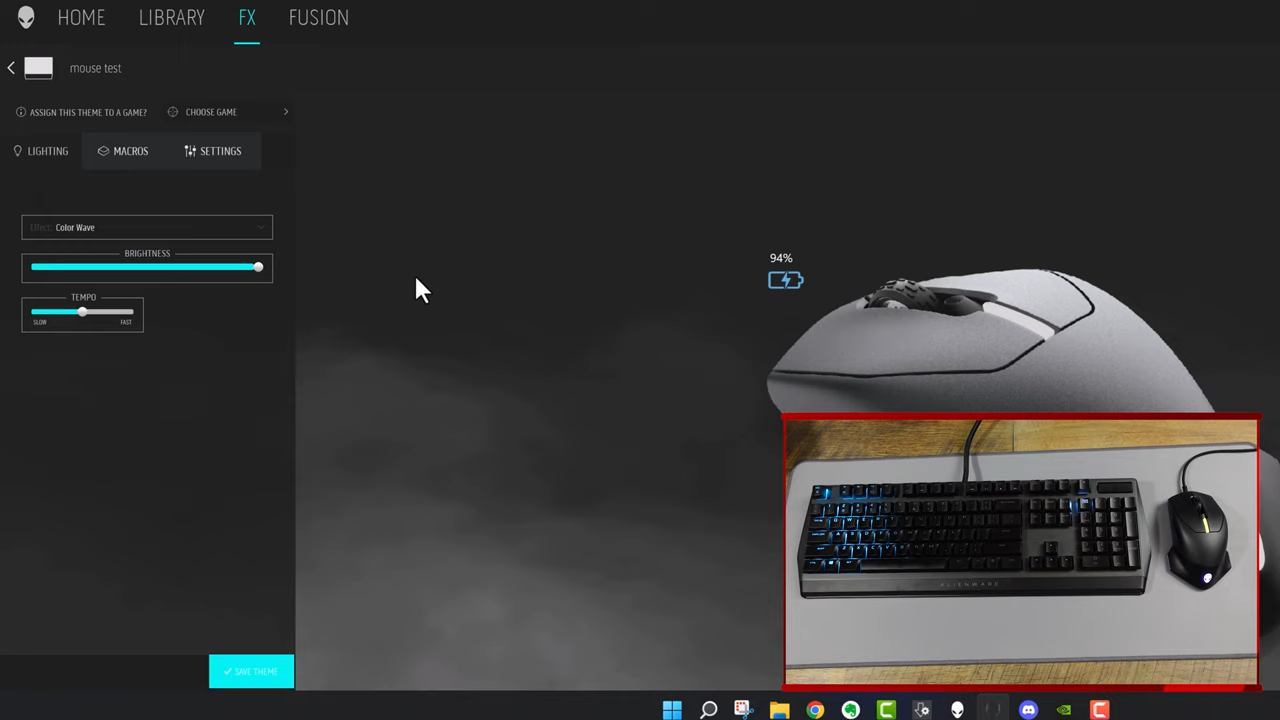 HOME LIBRARY FX FUSION
mouse test
ASSIGN THIS THEME TO A GAME? CHOOSE GAME
LIGHTING MACROS SETTINGS
Effect: Color Wave
BRIGHTNESS
TEMPO
SLOW FAST
94%
ALIENWARE
SAVE THEME